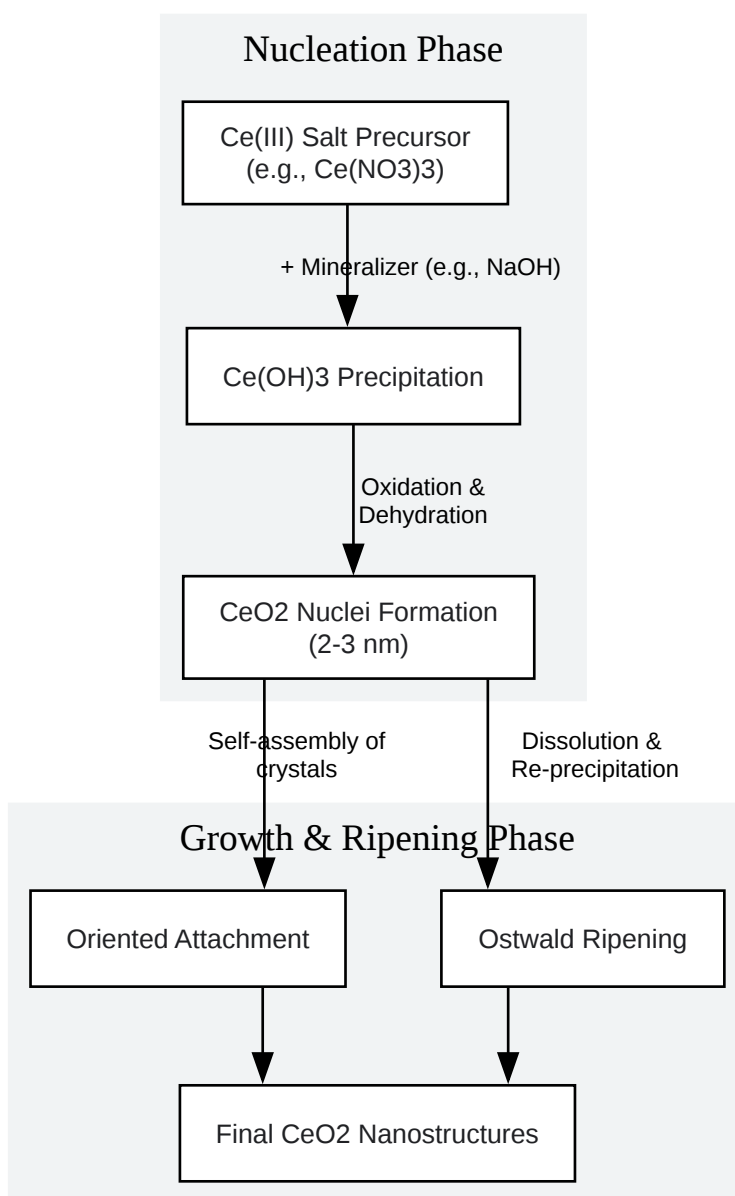 Nucleation Phase
Ce(III) Salt Precursor
(e.g., Ce(NO3)3)
+ Mineralizer (e.g., NaOH)
Ce(OH)3 Precipitation
Oxidation &
Dehydration
CeO2 Nuclei Formation
(2-3 nm)
Self-assembly of
crystals
Dissolution &
Re-precipitation
Growth & Ripening Phase
Oriented Attachment
Ostwald Ripening
Final CeO2 Nanostructures